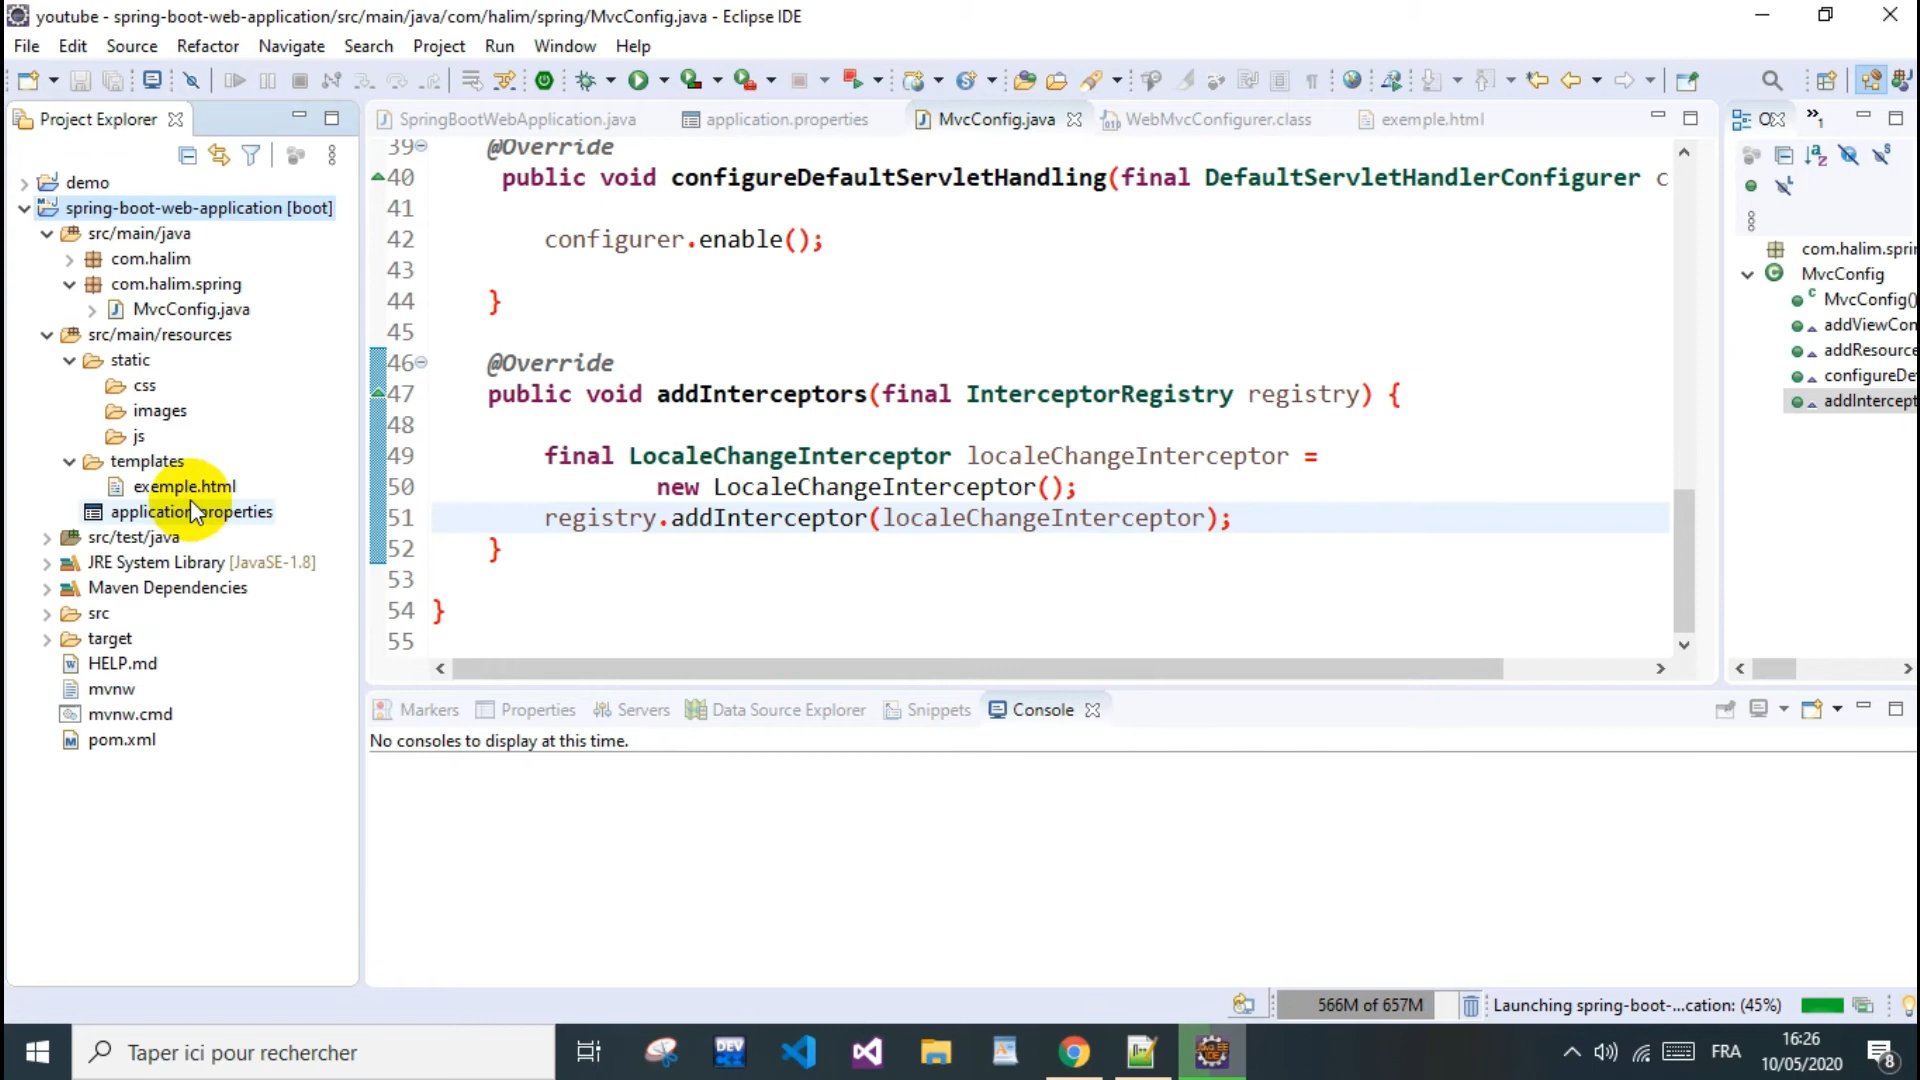 youtube - spring-boot-web-application/src/main/java/com/halim/spring/MvcConfig.java - Eclipse IDE
File Edit Source Refactor Navigate Search Project Run Window Help
Project Explorer
demo
spring-boot-web-application [boot]
src/main/java
com.halim
com.halim.spring
MvcConfig.java
src/main/resources
static
css
images
js
templates
exemple.html
application.properties
src/test/java
JRE System Library [JavaSE-1.8]
Maven Dependencies
src
target
HELP.md
mvnw
mvnw.cmd
pom.xml
SpringBootWebApplication.java application.properties MvcConfig.java WebMvcConfigurer.class exemple.html
39 @Override
40 public void configureDefaultServletHandling(final DefaultServletHandlerConfigurer c
41
42 configurer.enable();
43
44 }
45
46 @Override
47 public void addInterceptors(final InterceptorRegistry registry) {
48
49 final LocaleChangeInterceptor localeChangeInterceptor =
50 new LocaleChangeInterceptor();
51 registry.addInterceptor(localeChangeInterceptor);
52 }
53
54 }
55
com.halim.sprin
MvcConfig
MvcConfig()
addViewCon
addResource
configureDe
addIntercept
Markers Properties Servers Data Source Explorer Snippets Console
No consoles to display at this time.
566M of 657M
Launching spring-boot-...cation: (45%)
Taper ici pour rechercher
DEV
FRA
16:26
10/05/2020
8